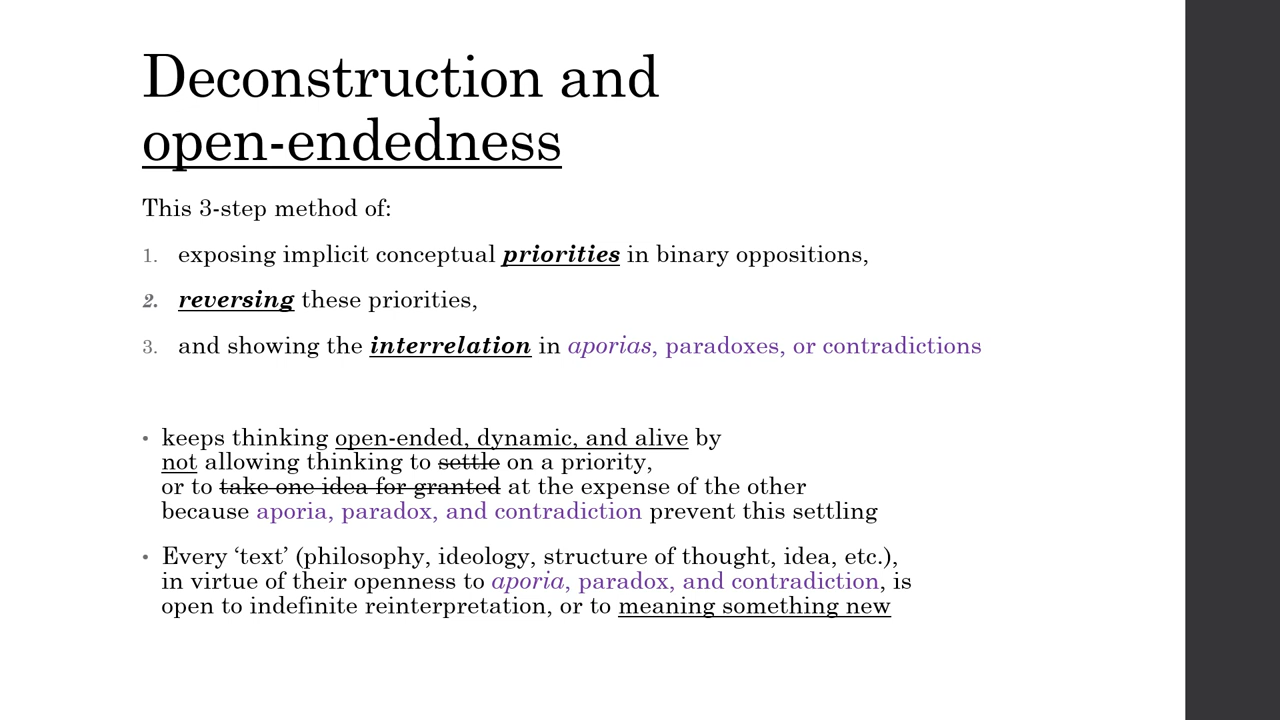 Deconstruction and
open-endedness
This 3-step method of:
1. exposing implicit conceptual priorities in binary oppositions,
2. reversing these priorities,
3. and showing the interrelation in aporias, paradoxes, or contradictions
• keeps thinking open-ended, dynamic, and alive by
not allowing thinking to settle on a priority,
or to take one idea for granted at the expense of the other
because aporia, paradox, and contradiction prevent this settling
• Every ‘text’ (philosophy, ideology, structure of thought, idea, etc.),
in virtue of their openness to aporia, paradox, and contradiction, is
open to indefinite reinterpretation, or to meaning something new